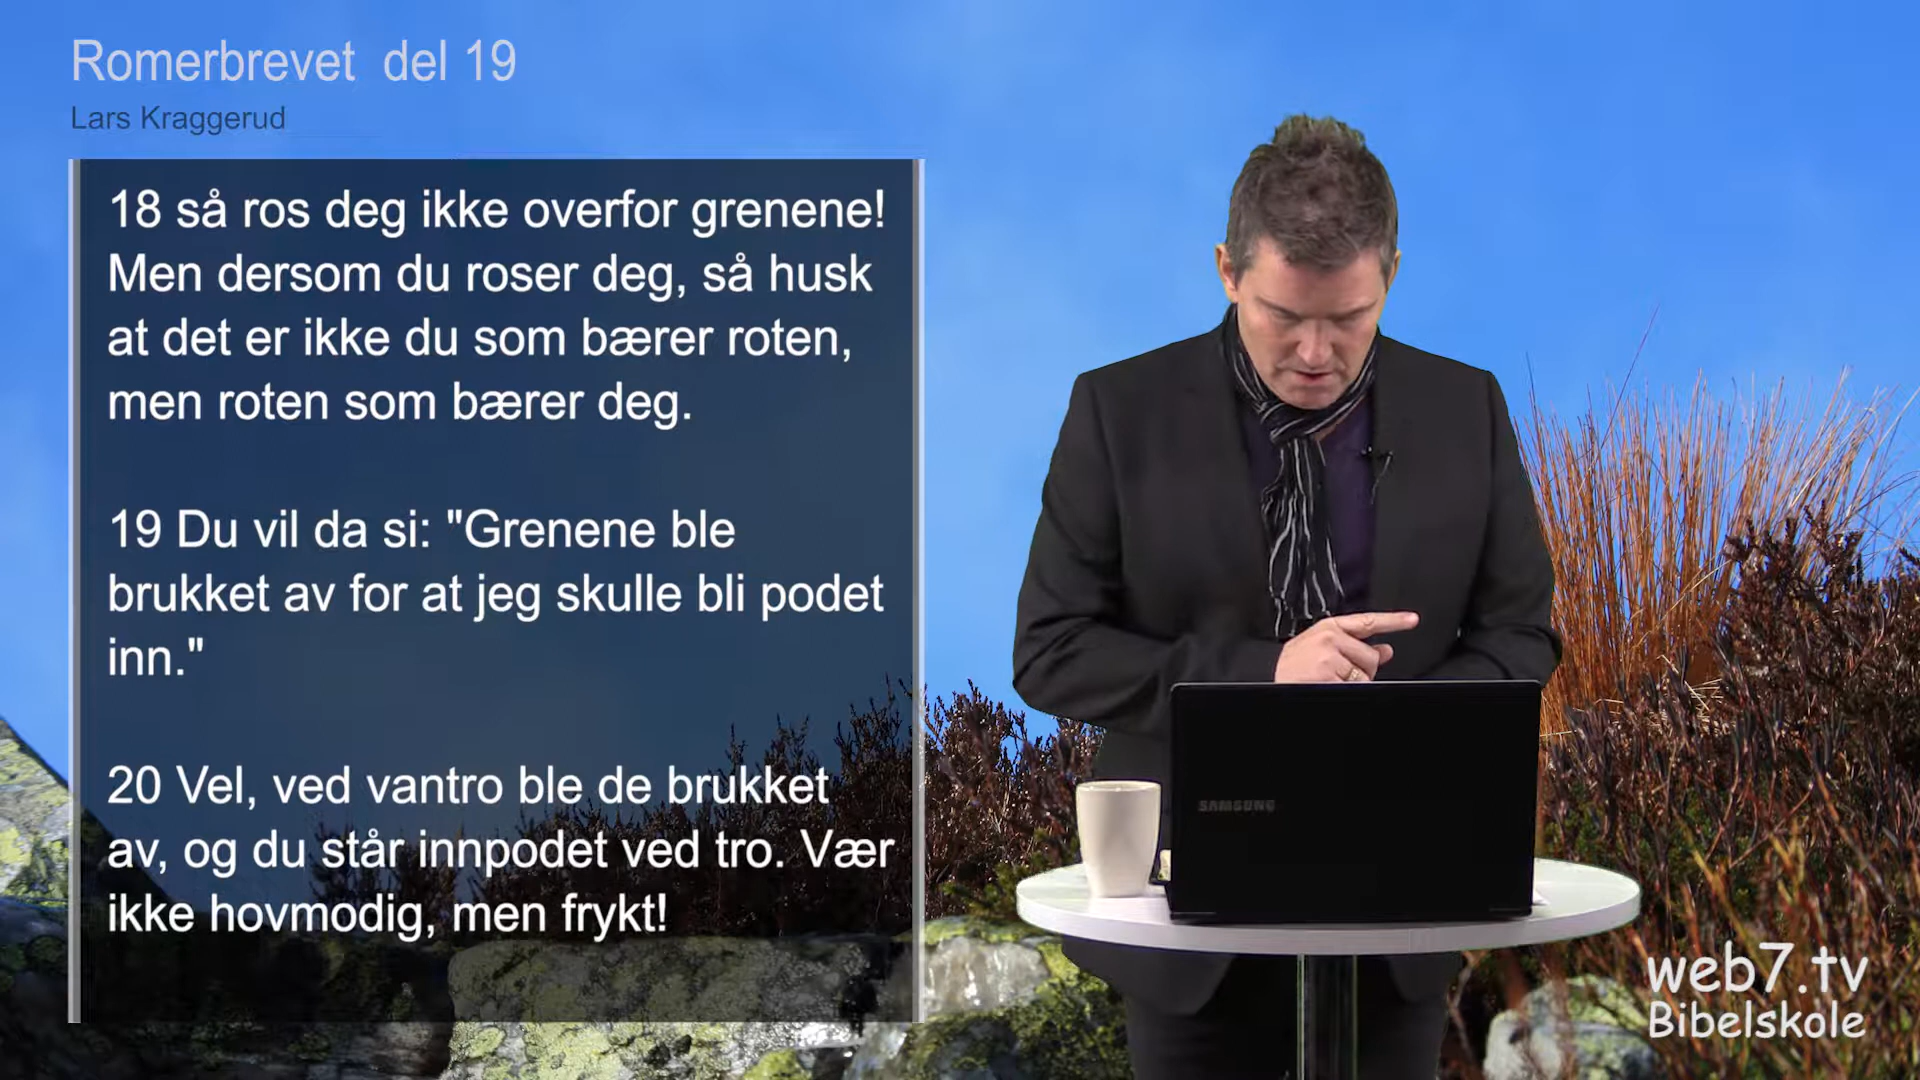 Romerbrevet del 19
Lars Kraggerud
18 så ros deg ikke overfor grenene!
Men dersom du roser deg, så husk
at det er ikke du som bærer roten,
men roten som bærer deg.
19 Du vil da si: "Grenene ble
brukket av for at jeg skulle bli podet
inn."
20 Vel, ved vantro ble de brukket
av, og du står innpodet ved tro. Vær
ikke hovmodig, men frykt!
SAMSUNG
web7.tv
Bibelskole